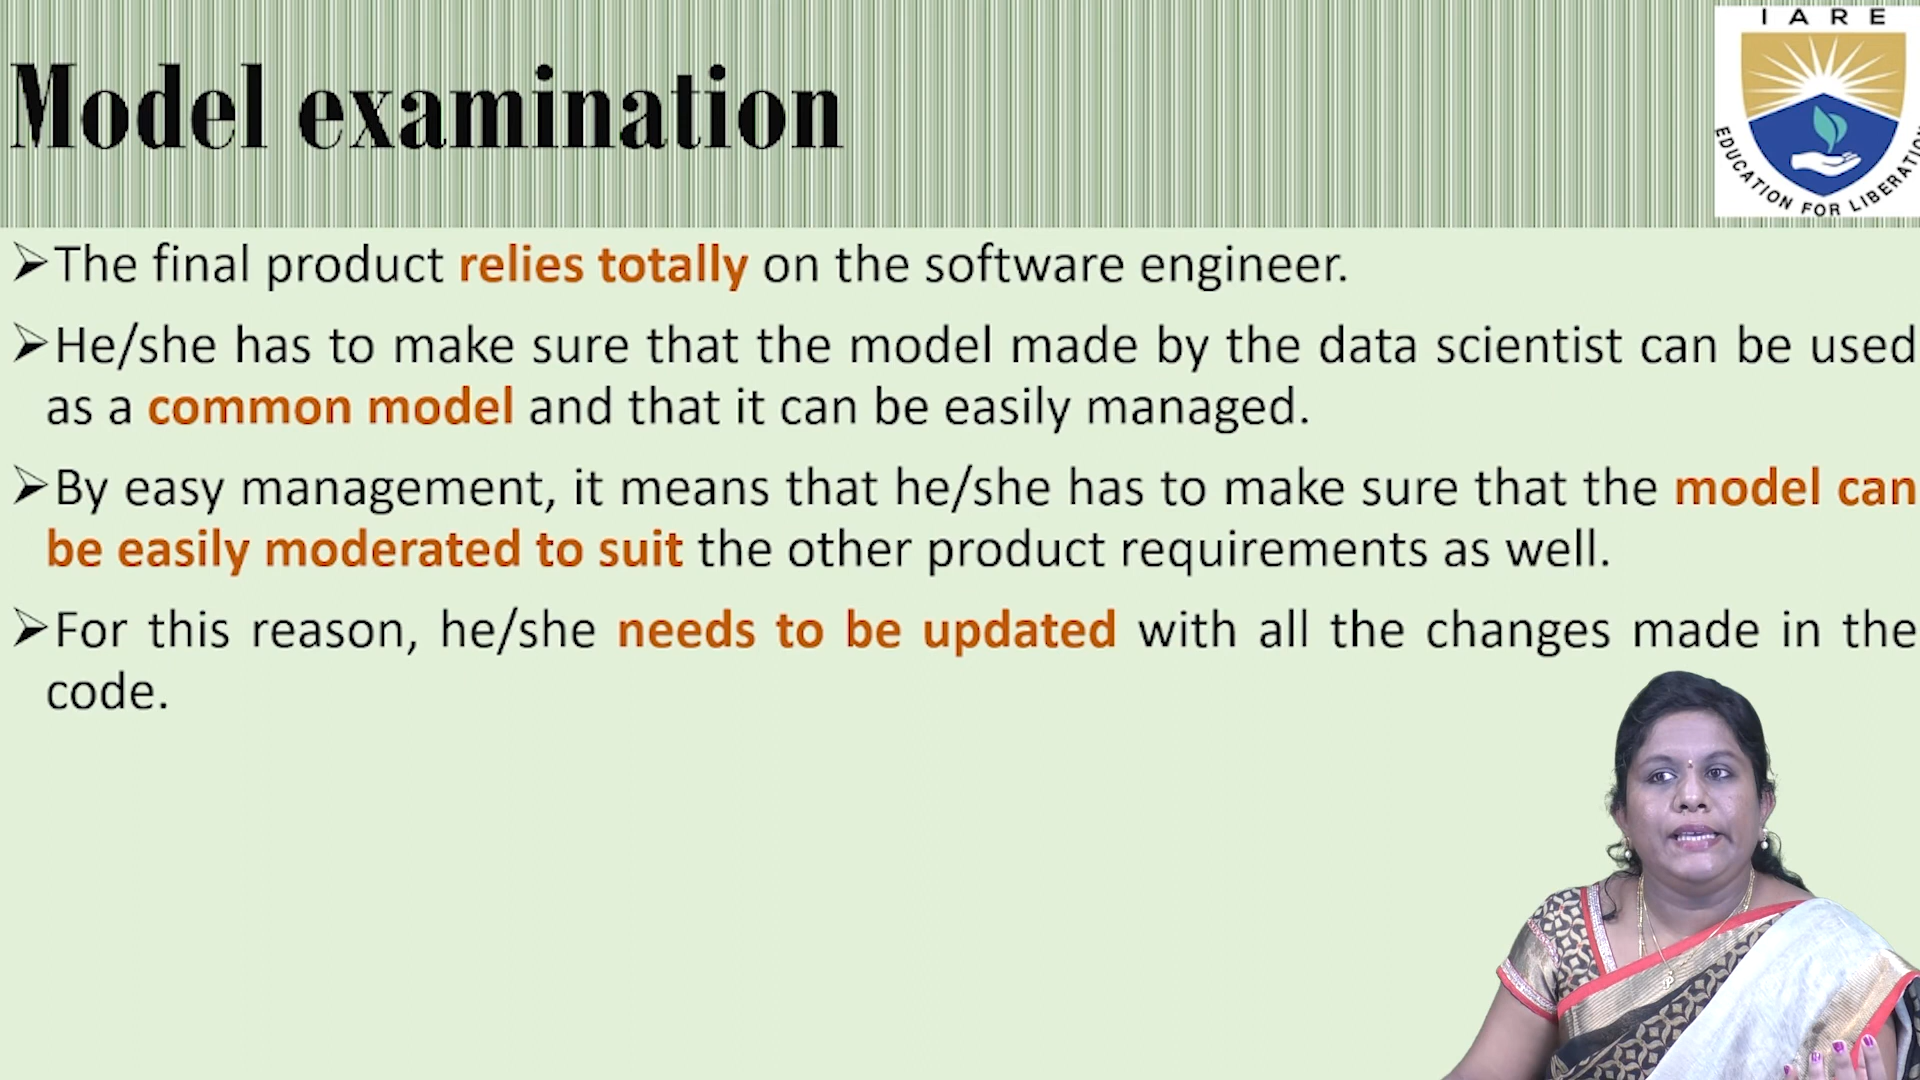 IARE
Model examination
EDUCATION FOR LIBERATION
➢The final product relies totally on the software engineer.
➢He/she has to make sure that the model made by the data scientist can be used
as a common model and that it can be easily managed.
➢By easy management, it means that he/she has to make sure that the model can
be easily moderated to suit the other product requirements as well.
➢For this reason, he/she needs to be updated with all the changes made in the
code.